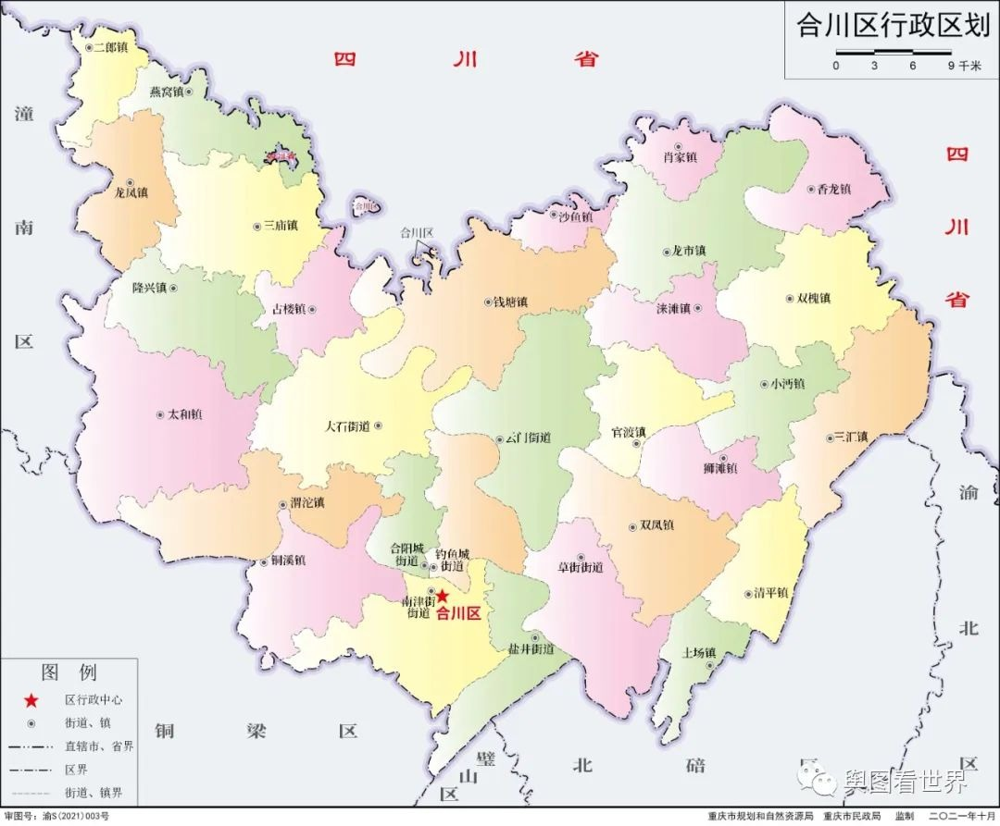 合川区行政区划
0 3 6 9 千米
四川省
四川省
潼南区
二郎镇
燕窝镇
龙凤镇
三庙镇
合川区
合川区
肖家镇
香龙镇
沙鱼镇
龙市镇
隆兴镇
古楼镇
钱塘镇
涞滩镇
双槐镇
太和镇
大石街道
云门街道
官渡镇
小沔镇
三汇镇
狮滩镇
渭沱镇
铜溪镇
合阳城
街道
钓鱼城
街道
草街街道
双凤镇
清平镇
南津街
街道
合川区
盐井街道
土场镇
渝北区
铜梁区
璧山区
北碚区
图例
区行政中心
街道、镇
直辖市、省界
区界
街道、镇界
舆图看世界
审图号：渝S(2021)003号
重庆市规划和自然资源局 重庆市民政局 监制 二〇二一年十月